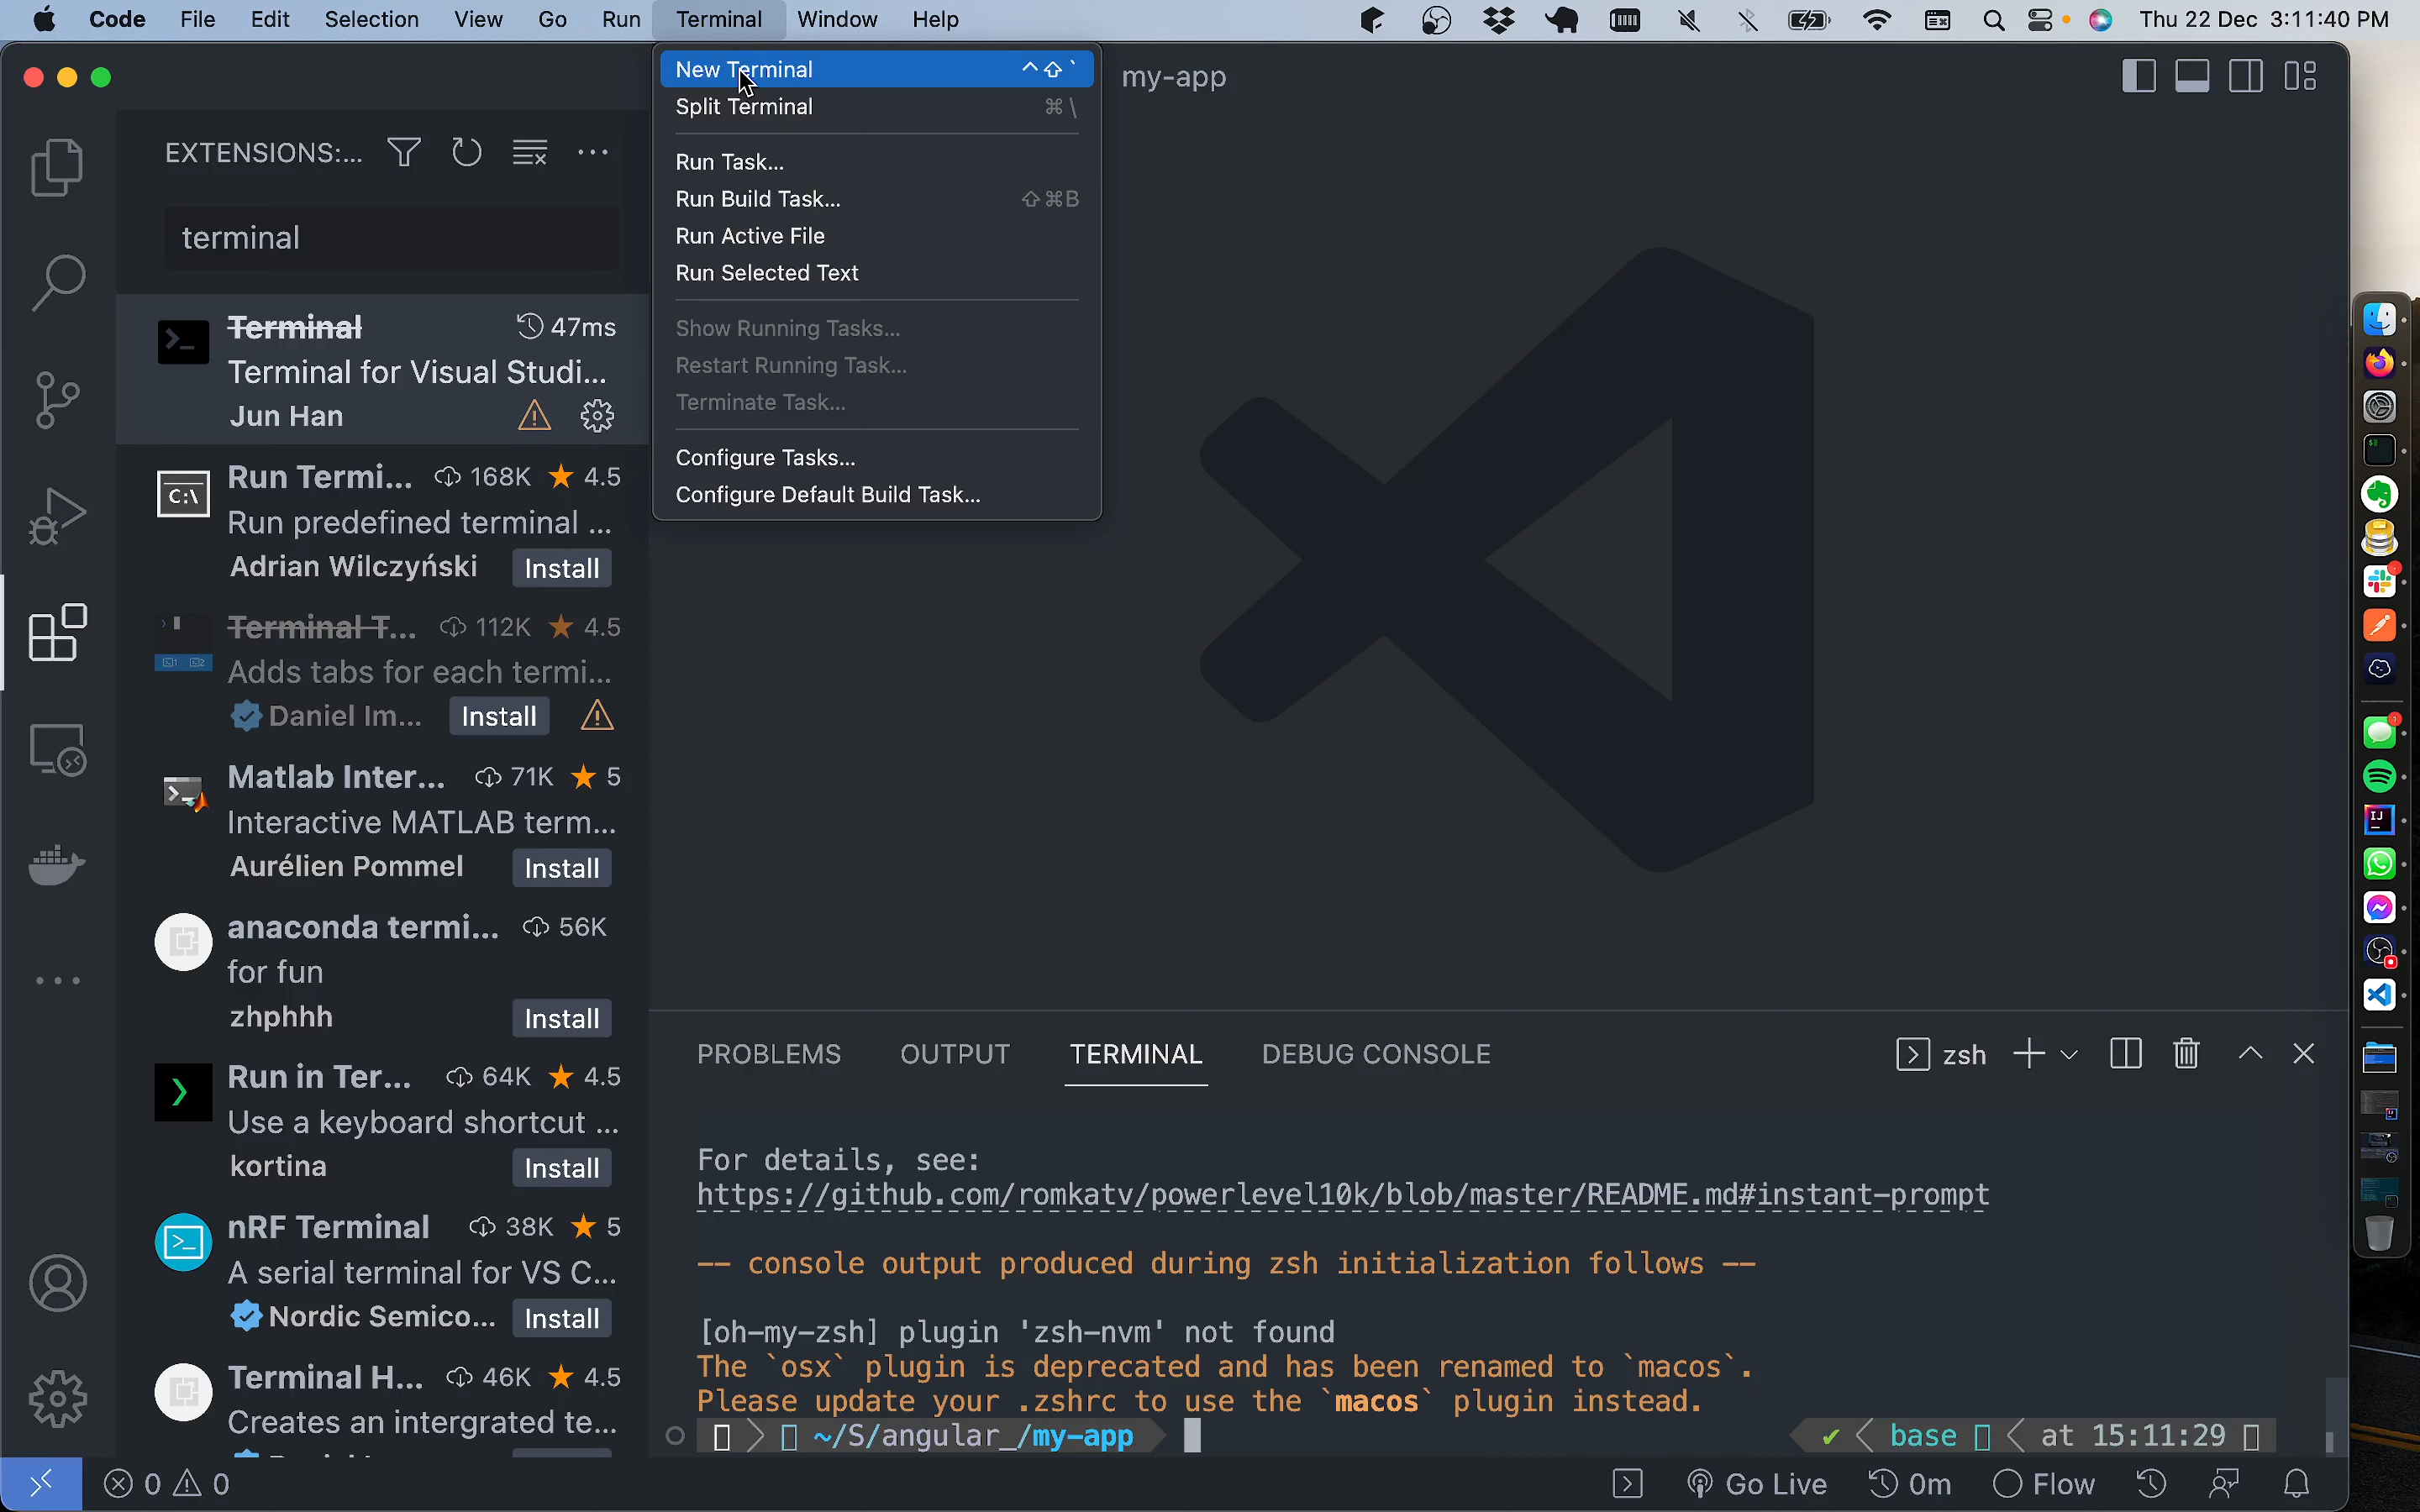 Code File Edit Selection View Go Run Terminal Window Help Thu 22 Dec 3:11:40 PM
my-app
New Terminal ^⇧`
Split Terminal ⌘\
Run Task...
Run Build Task... ⇧⌘B
Run Active File
Run Selected Text
Show Running Tasks...
Restart Running Task...
Terminate Task...
Configure Tasks...
Configure Default Build Task...
EXTENSIONS:...
terminal
Terminal 47ms
Terminal for Visual Studi...
Jun Han
Run Termi... 168K ★ 4.5
C:\
Run predefined terminal ...
Adrian Wilczyński Install
Terminal T... 112K ★ 4.5
Adds tabs for each termi...
Daniel Im... Install
Matlab Inter... 71K ★ 5
Interactive MATLAB term...
Aurélien Pommel Install
anaconda termi... 56K
for fun
zhphhh Install
Run in Ter... 64K ★ 4.5
Use a keyboard shortcut ...
kortina Install
nRF Terminal 38K ★ 5
A serial terminal for VS C...
Nordic Semico... Install
Terminal H... 46K ★ 4.5
Creates an intergrated te...
PROBLEMS OUTPUT TERMINAL DEBUG CONSOLE zsh
For details, see:
https://github.com/romkatv/powerlevel10k/blob/master/README.md#instant-prompt
-- console output produced during zsh initialization follows --
[oh-my-zsh] plugin 'zsh-nvm' not found
The `osx` plugin is deprecated and has been renamed to `macos`.
Please update your .zshrc to use the `macos` plugin instead.
~/S/angular_/my-app ✔ base at 15:11:29
0 0 Go Live 0m Flow